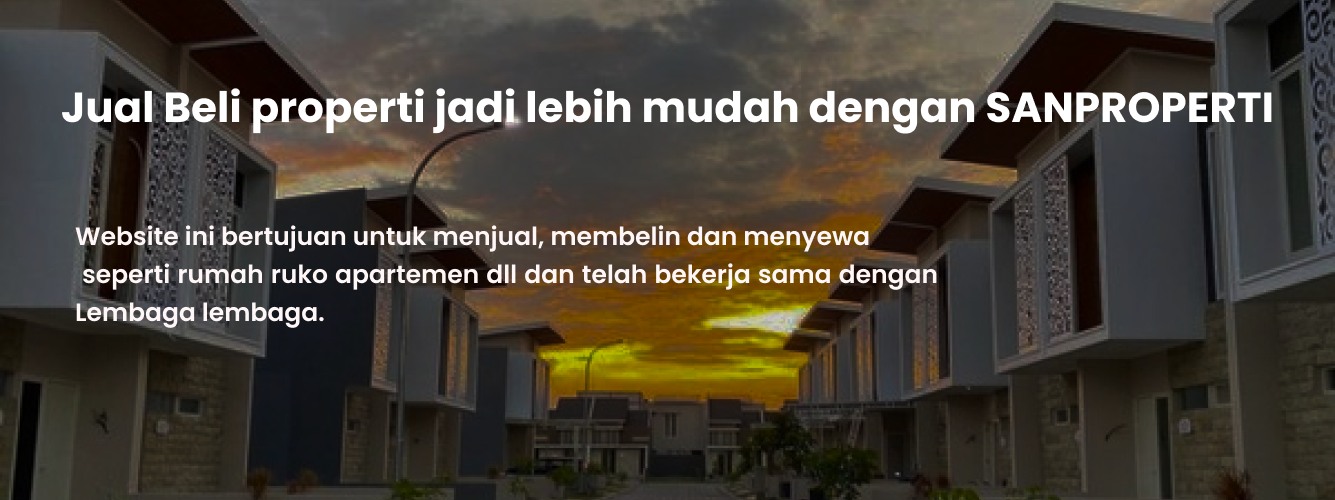 Jual Beli properti jadi lebih mudah dengan SANPROPERTI
Website ini bertujuan untuk menjual, membelin dan menyewa
seperti rumah ruko apartemen dll dan telah bekerja sama dengan
Lembaga lembaga.